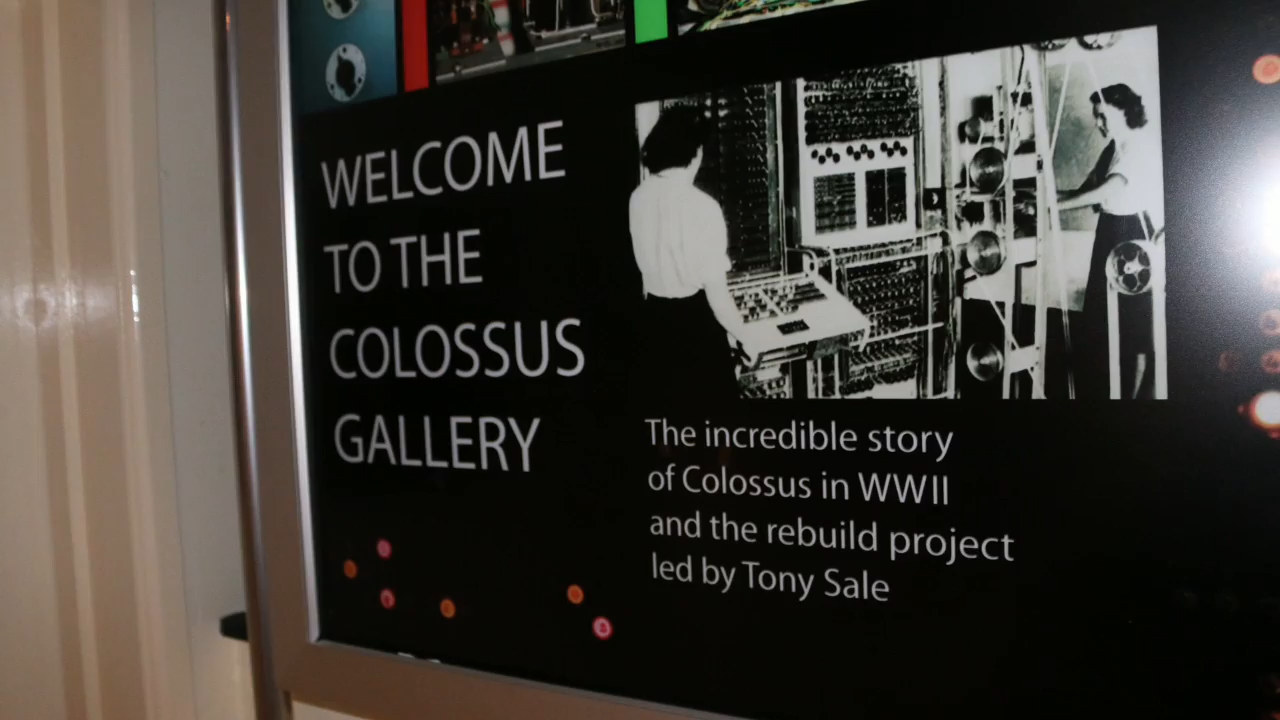 WELCOME
TO THE
COLOSSUS
GALLERY
The incredible story
of Colossus in WWII
and the rebuild project
led by Tony Sale